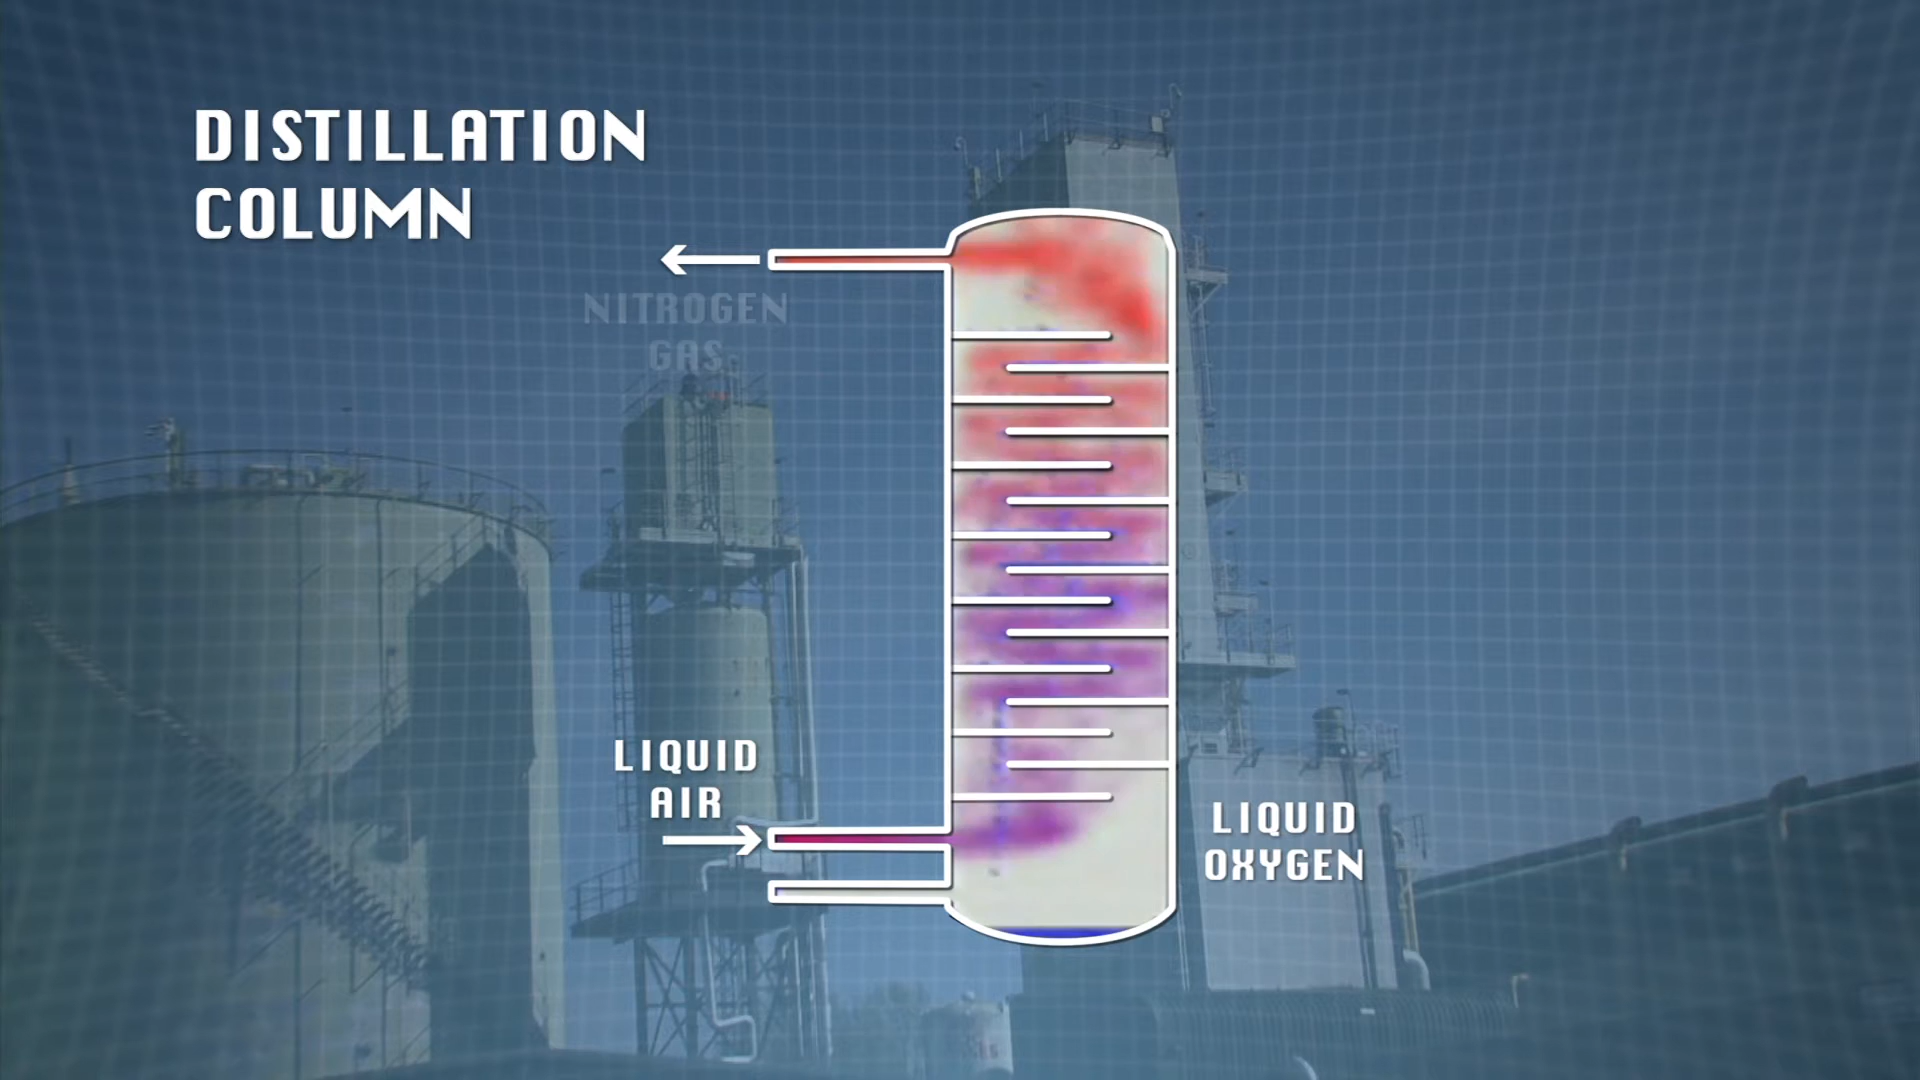 DISTILLATION
COLUMN
NITROGEN
GAS
LIQUID
AIR
LIQUID
OXYGEN